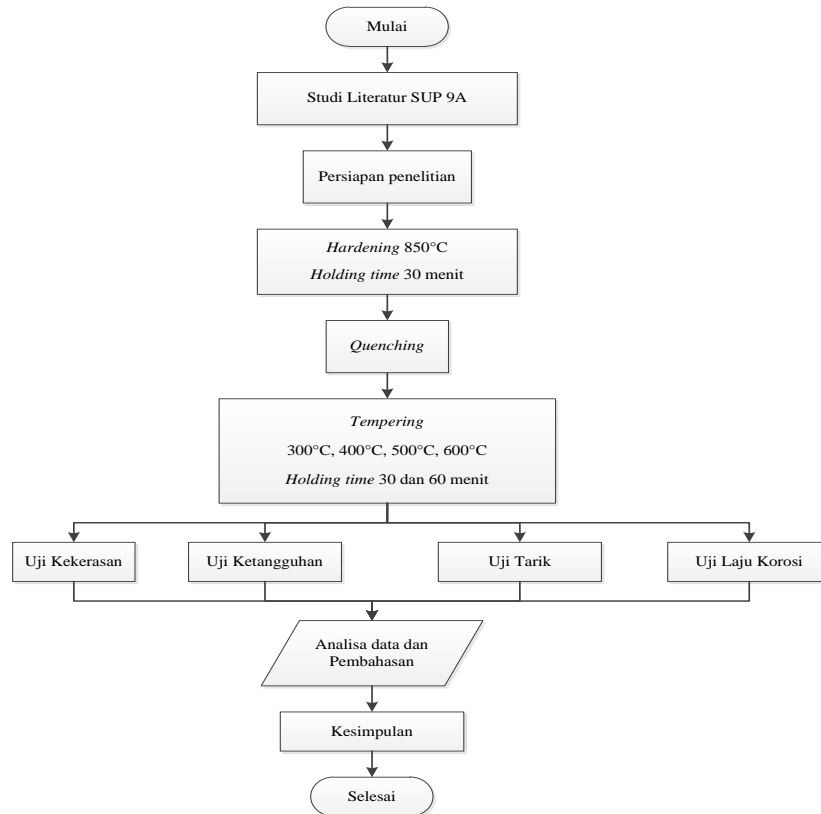 Mulai
Studi Literatur SUP 9A
Persiapan penelitian
Hardening 850°C
Holding time 30 menit
Quenching
Tempering
300°C, 400°C, 500°C, 600°C
Holding time 30 dan 60 menit
Uji Kekerasan
Uji Ketangguhan
Uji Tarik
Uji Laju Korosi
Analisa data dan
Pembahasan
Kesimpulan
Selesai